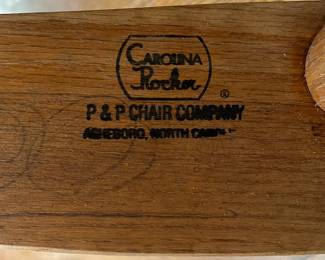 CAROLINA
Rocker
®
P & P CHAIR COMPANY
ASHEBORO, NORTH